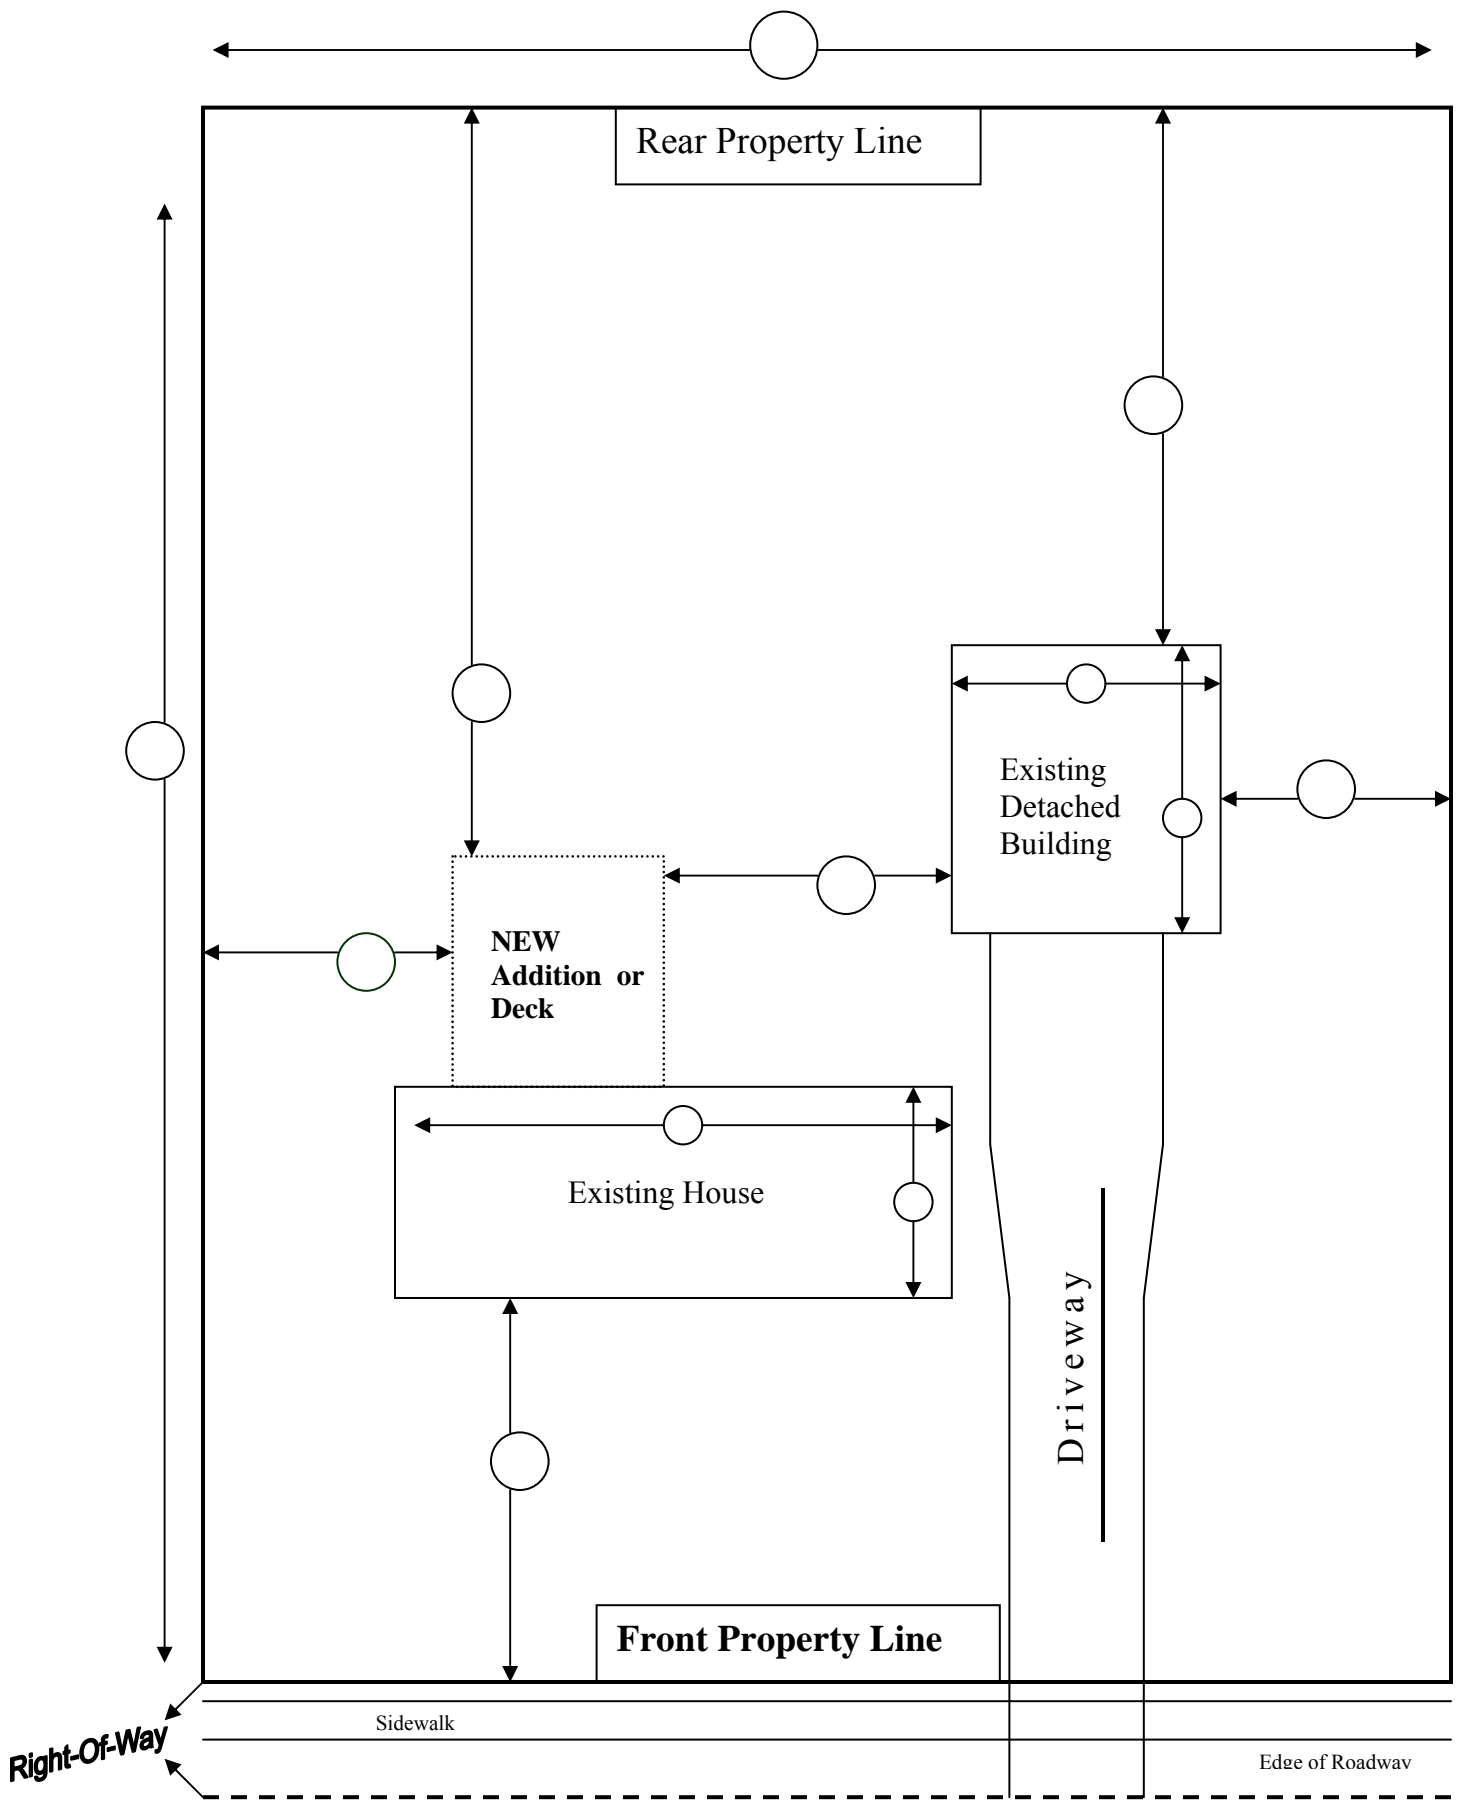 Rear Property Line
Existing
Detached
Building
NEW
Addition or
Deck
Existing House
Driveway
Front Property Line
Sidewalk
Right-Of-Way
Edge of Roadway